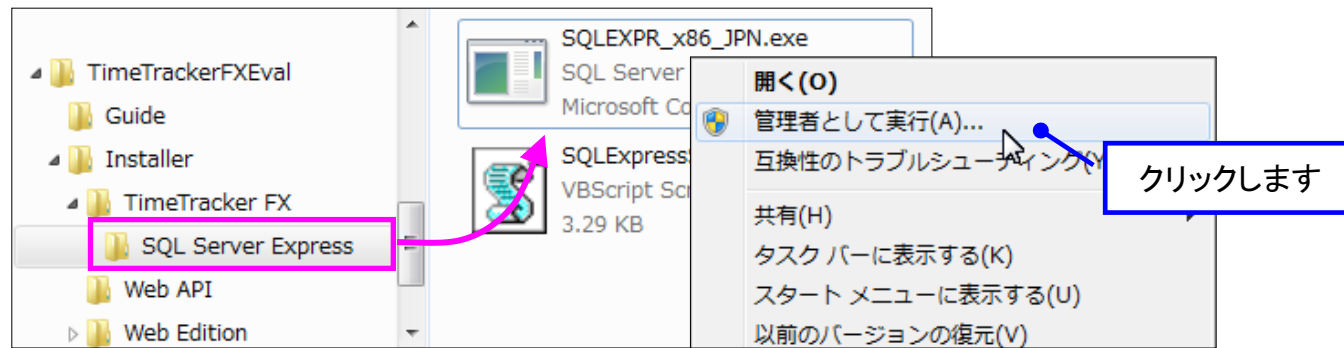 TimeTrackerFXEval
Guide
Installer
TimeTracker FX
SQL Server Express
Web API
Web Edition
SQLEXPR_x86_JPN.exe
SQL Server
Microsoft Co
SQLExpress
VBScript Scr
3.29 KB
開く(O)
管理者として実行(A)...
互換性のトラブルシューティング(Y
共有(H)
タスク バーに表示する(K)
スタート メニューに表示する(U)
以前のバージョンの復元(V)
クリックします